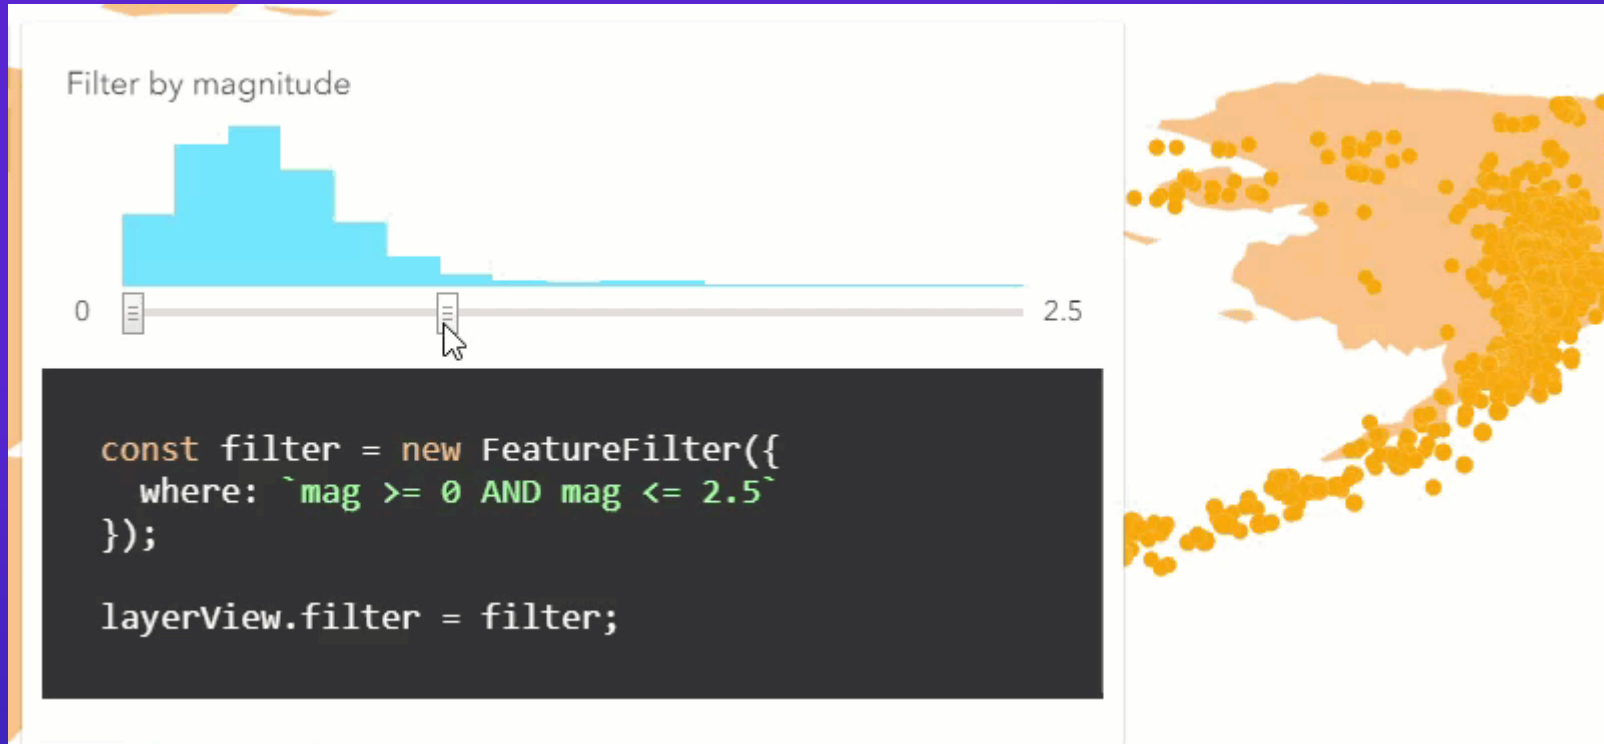 Filter by magnitude
0 2.5
const filter = new FeatureFilter({
  where: `mag >= 0 AND mag <= 2.5`
});
layerView.filter = filter;